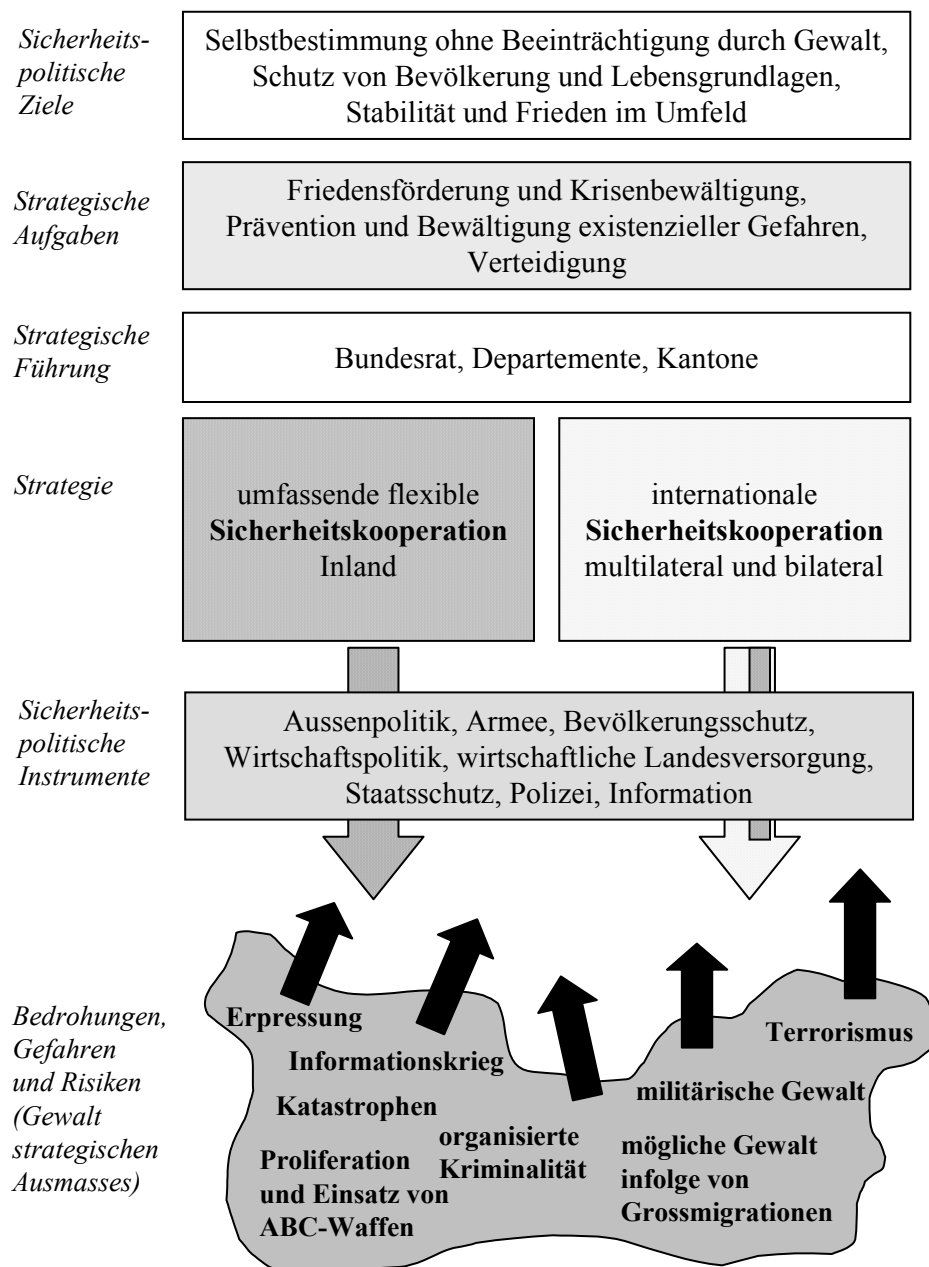 Sicherheits-
politische
Ziele
Selbstbestimmung ohne Beeinträchtigung durch Gewalt,
Schutz von Bevölkerung und Lebensgrundlagen,
Stabilität und Frieden im Umfeld
Strategische
Aufgaben
Friedensförderung und Krisenbewältigung,
Prävention und Bewältigung existenzieller Gefahren,
Verteidigung
Strategische
Führung
Bundesrat, Departemente, Kantone
Strategie
umfassende flexible
Sicherheitskooperation
Inland
internationale
Sicherheitskooperation
multilateral und bilateral
Sicherheits-
politische
Instrumente
Aussenpolitik, Armee, Bevölkerungsschutz,
Wirtschaftspolitik, wirtschaftliche Landesversorgung,
Staatsschutz, Polizei, Information
Bedrohungen,
Gefahren
und Risiken
(Gewalt
strategischen
Ausmasses)
Erpressung
Informationskrieg
Katastrophen
Proliferation
und Einsatz von
ABC-Waffen
organisierte
Kriminalität
Terrorismus
militärische Gewalt
mögliche Gewalt
infolge von
Grossmigrationen